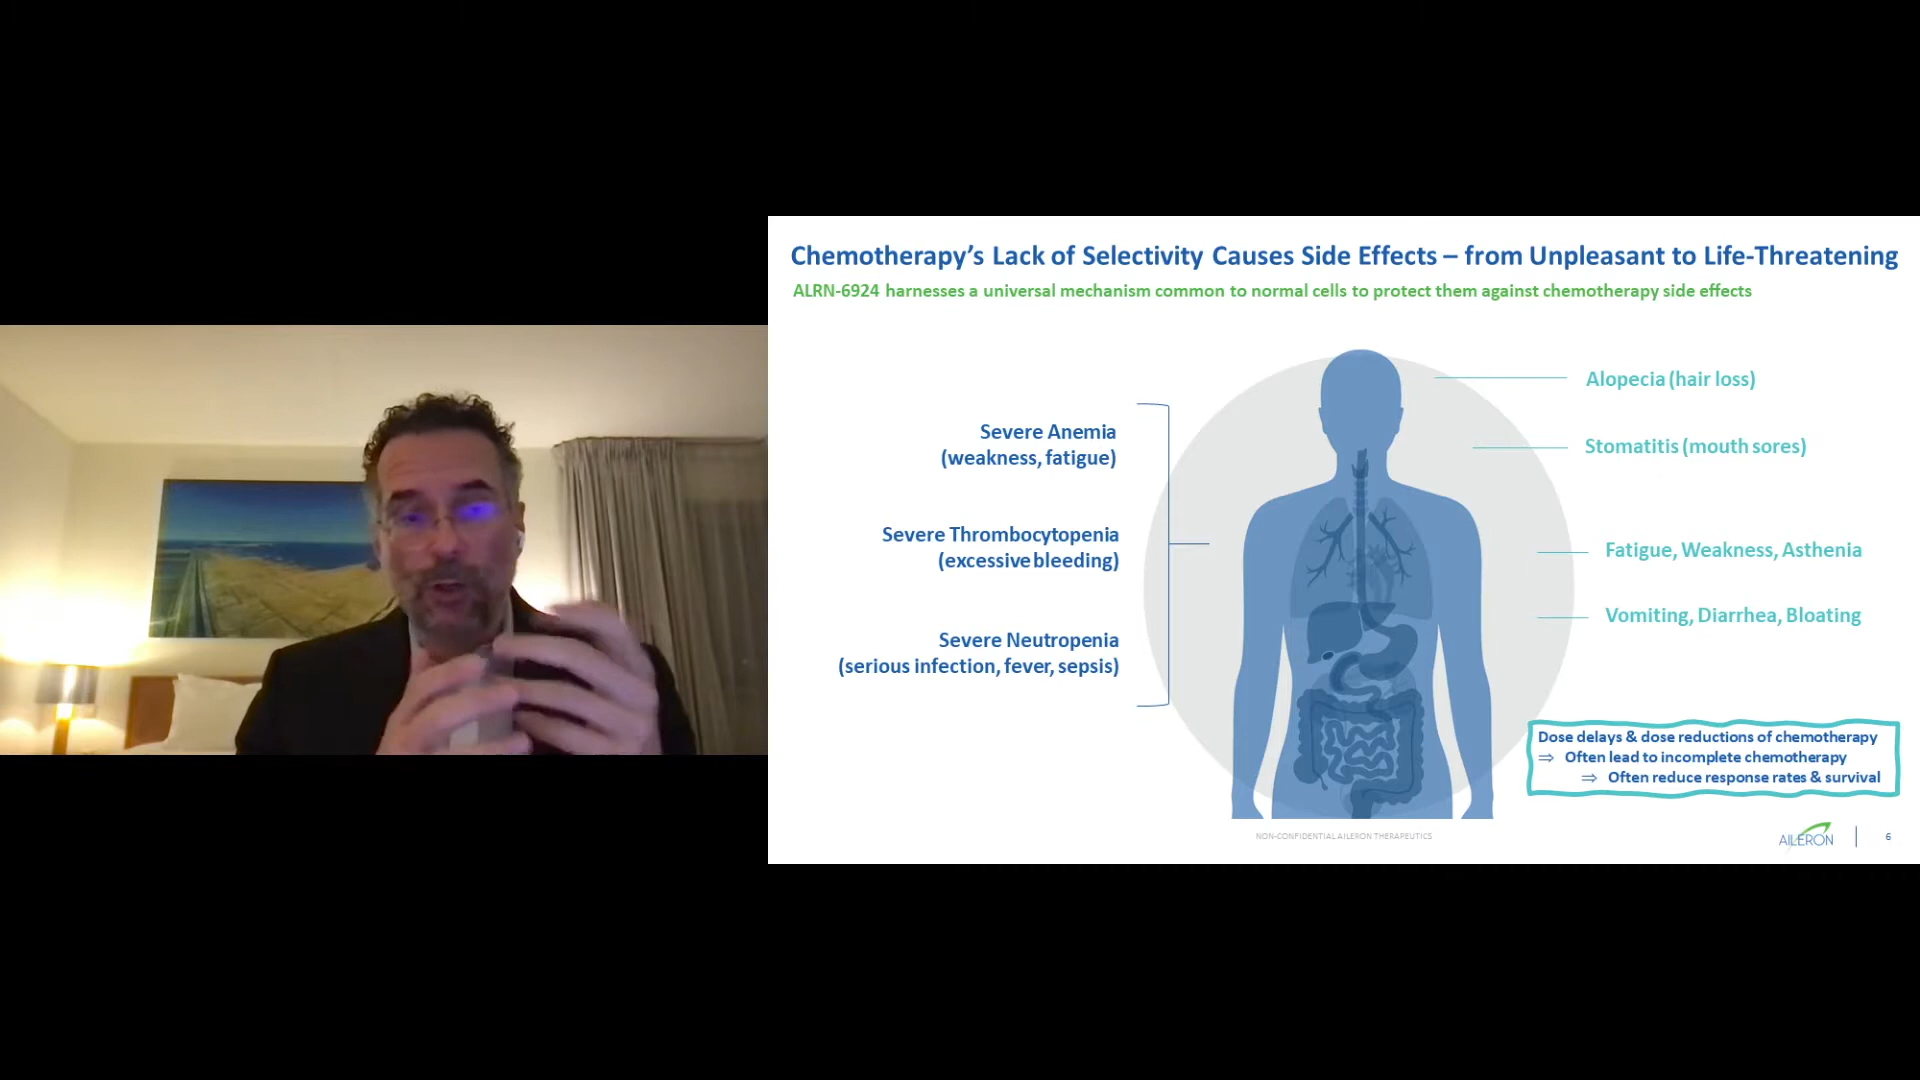 Chemotherapy’s Lack of Selectivity Causes Side Effects – from Unpleasant to Life-Threatening
ALRN-6924 harnesses a universal mechanism common to normal cells to protect them against chemotherapy side effects
Severe Anemia
(weakness, fatigue)
Severe Thrombocytopenia
(excessive bleeding)
Severe Neutropenia
(serious infection, fever, sepsis)
Alopecia (hair loss)
Stomatitis (mouth sores)
Fatigue, Weakness, Asthenia
Vomiting, Diarrhea, Bloating
Dose delays & dose reductions of chemotherapy
⇒ Often lead to incomplete chemotherapy
⇒ Often reduce response rates & survival
NON-CONFIDENTIAL AILERON THERAPEUTICS
AILERON
6